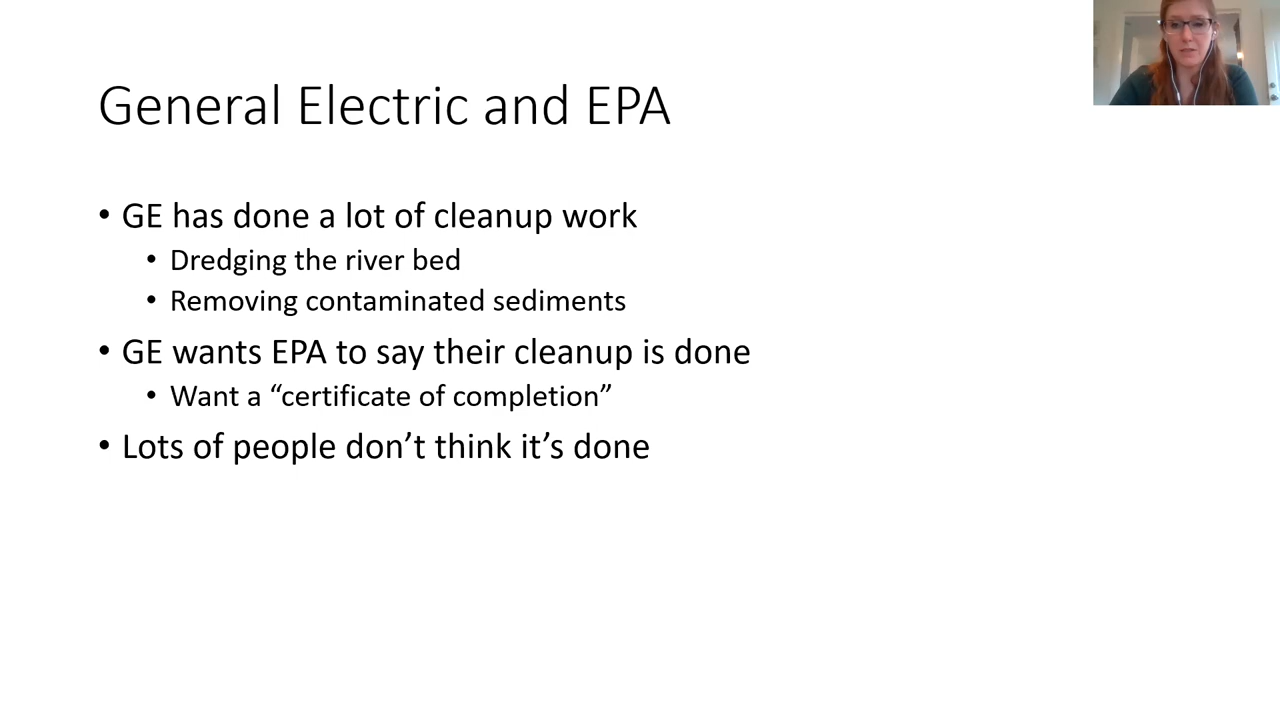 General Electric and EPA
• GE has done a lot of cleanup work
• Dredging the river bed
• Removing contaminated sediments
• GE wants EPA to say their cleanup is done
• Want a “certificate of completion”
• Lots of people don’t think it’s done